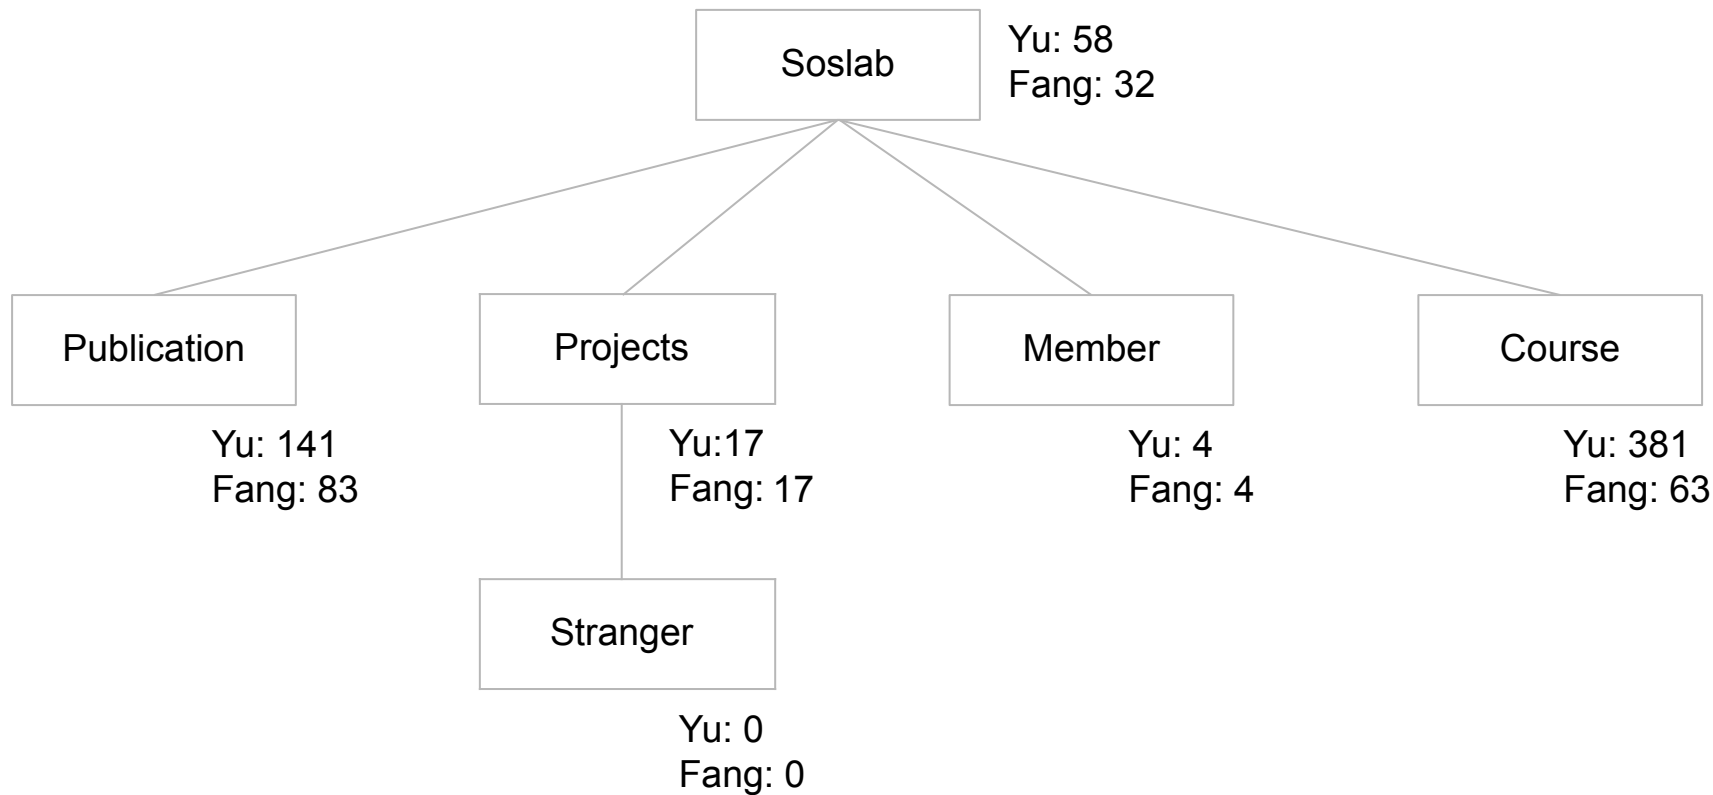 Soslab
Yu: 58
Fang: 32
Publication
Projects
Member
Course
Yu: 141
Fang: 83
Yu:17
Fang: 17
Yu: 4
Fang: 4
Yu: 381
Fang: 63
Stranger
Yu: 0
Fang: 0